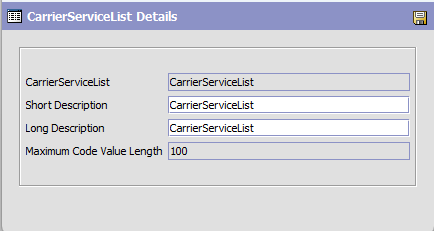 CarrierServiceList Details
CarrierServiceList CarrierServiceList
Short Description CarrierServiceList
Long Description CarrierServiceList
Maximum Code Value Length 100